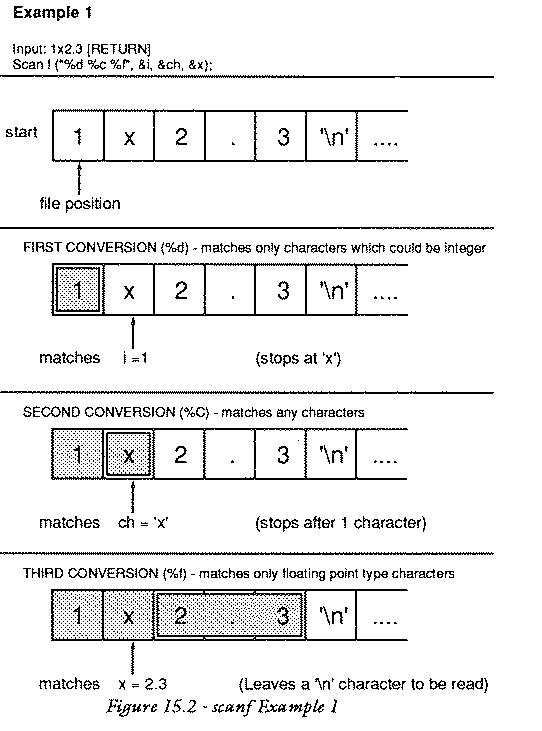 Example 1
Input: 1x2.3 [RETURN]
Scan f ("%d %c %f", &i, &ch, &x);
start 1 x 2 . 3 '\n' ....
file position
FIRST CONVERSION (%d) - matches only characters which could be integer
1 x 2 . 3 '\n' ....
matches i =1 (stops at 'x')
SECOND CONVERSION (%C) - matches any characters
1 x 2 . 3 '\n' ....
matches ch = 'x' (stops after 1 character)
THIRD CONVERSION (%f) - matches only floating point type characters
1 x 2 . 3 '\n' ....
matches x = 2.3 (Leaves a '\n' character to be read)
Figure 15.2 - scanf Example 1